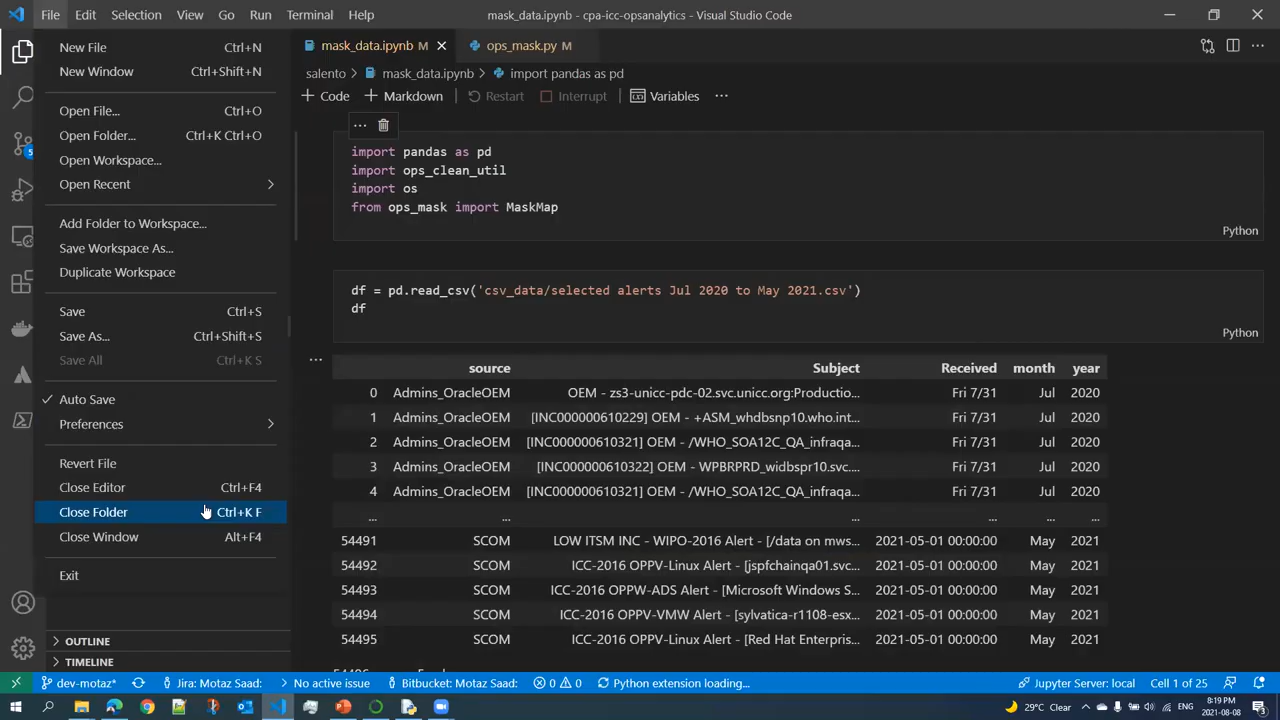 File Edit Selection View Go Run Terminal Help
mask_data.ipynb - cpa-icc-opsanalytics - Visual Studio Code
New File Ctrl+N
New Window Ctrl+Shift+N
Open File... Ctrl+O
Open Folder... Ctrl+K Ctrl+O
Open Workspace...
Open Recent
Add Folder to Workspace...
Save Workspace As...
Duplicate Workspace
Save Ctrl+S
Save As... Ctrl+Shift+S
Save All Ctrl+K S
Auto Save
Preferences
Revert File
Close Editor Ctrl+F4
Close Folder Ctrl+K F
Close Window Alt+F4
Exit
5
OUTLINE
TIMELINE
mask_data.ipynb M ops_mask.py M
salento > mask_data.ipynb > import pandas as pd
+ Code + Markdown Restart Interrupt Variables ...
...
import pandas as pd
import ops_clean_util
import os
from ops_mask import MaskMap
Python
df = pd.read_csv('csv_data/selected alerts Jul 2020 to May 2021.csv')
df
Python
...
source Subject Received month year
0 Admins_OracleOEM OEM - zs3-unicc-pdc-02.svc.unicc.org:Productio... Fri 7/31 Jul 2020
1 Admins_OracleOEM [INC000000610229] OEM - +ASM_whdbsnp10.who.int... Fri 7/31 Jul 2020
2 Admins_OracleOEM [INC000000610321] OEM - /WHO_SOA12C_QA_infraqa... Fri 7/31 Jul 2020
3 Admins_OracleOEM [INC000000610322] OEM - WPBRPRD_widbspr10.svc.... Fri 7/31 Jul 2020
4 Admins_OracleOEM [INC000000610321] OEM - /WHO_SOA12C_QA_infraqa... Fri 7/31 Jul 2020
... ... ... ... ... ...
54491 SCOM LOW ITSM INC - WIPO-2016 Alert - [/data on mws... 2021-05-01 00:00:00 May 2021
54492 SCOM ICC-2016 OPPV-Linux Alert - [jspfchainqa01.svc... 2021-05-01 00:00:00 May 2021
54493 SCOM ICC-2016 OPPW-ADS Alert - [Microsoft Windows S... 2021-05-01 00:00:00 May 2021
54494 SCOM ICC-2016 OPPV-VMW Alert - [sylvatica-r1108-esx... 2021-05-01 00:00:00 May 2021
54495 SCOM ICC-2016 OPPV-Linux Alert - [Red Hat Enterpris... 2021-05-01 00:00:00 May 2021
dev-motaz* Jira: Motaz Saad: No active issue Bitbucket: Motaz Saad: 0 0 Python extension loading... Jupyter Server: local Cell 1 of 25
29°C Clear ENG 8:19 PM
2021-08-08
3